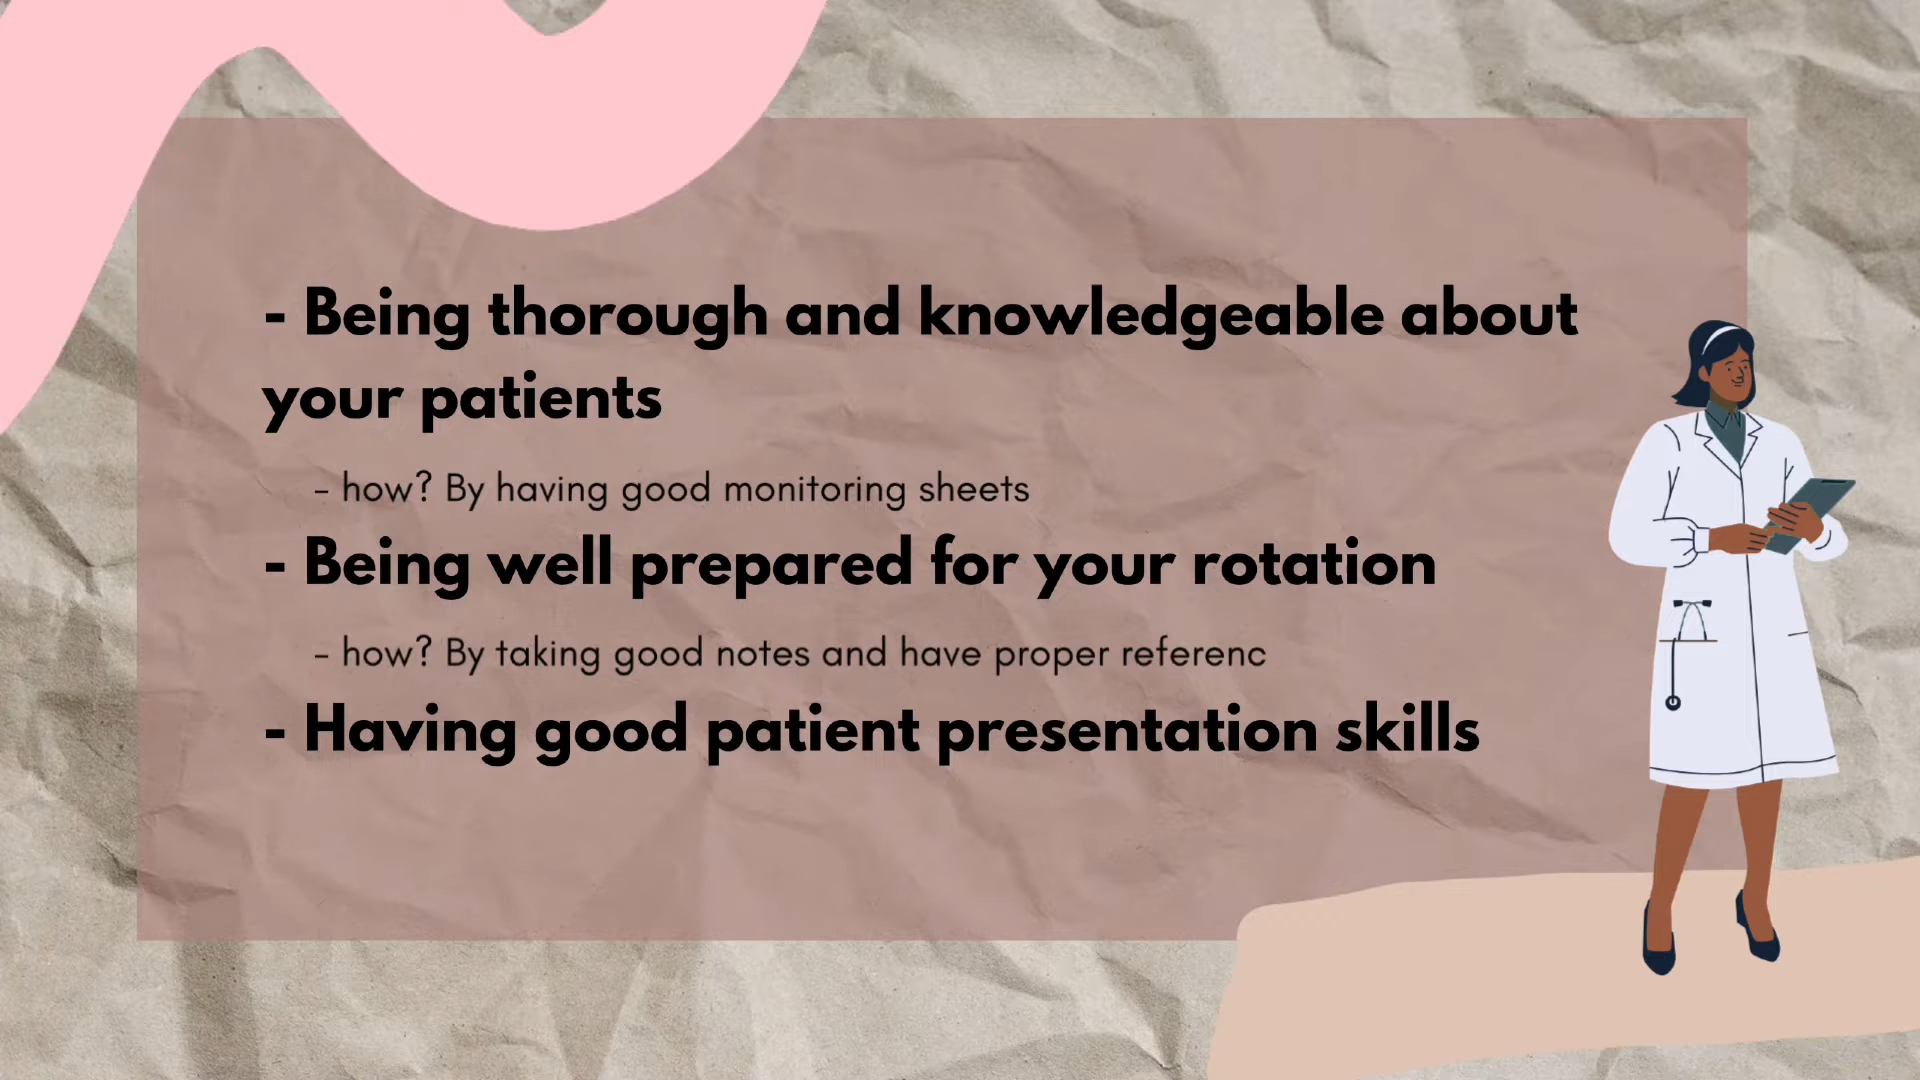 - Being thorough and knowledgeable about
your patients
- how? By having good monitoring sheets
- Being well prepared for your rotation
- how? By taking good notes and have proper referenc
- Having good patient presentation skills